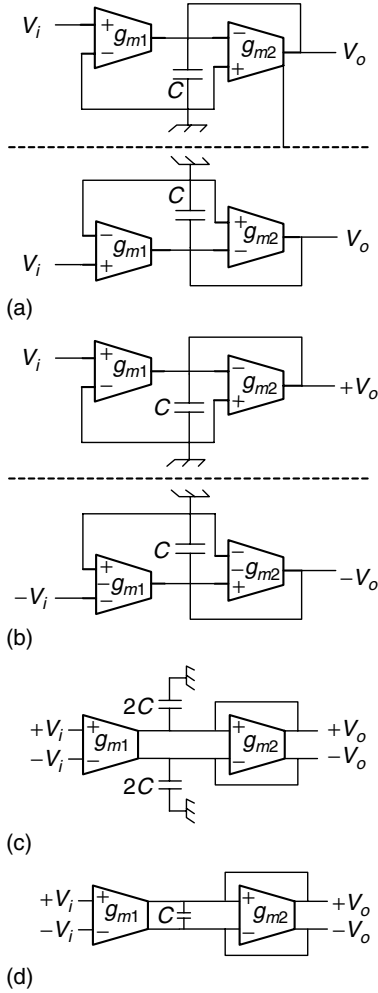 V_i + g_m1 − g_m2 V_o
− C +
C
− g_m1 + g_m2 V_o
V_i + −
(a)
V_i + g_m1 − g_m2 +V_o
− C +
C
+ −g_m1 − −g_m2 −V_o
−V_i − +
(b)
2C
+V_i + g_m1 + g_m2 +V_o
−V_i − − −V_o
2C
(c)
+V_i + g_m1 C + g_m2 +V_o
−V_i − − −V_o
(d)